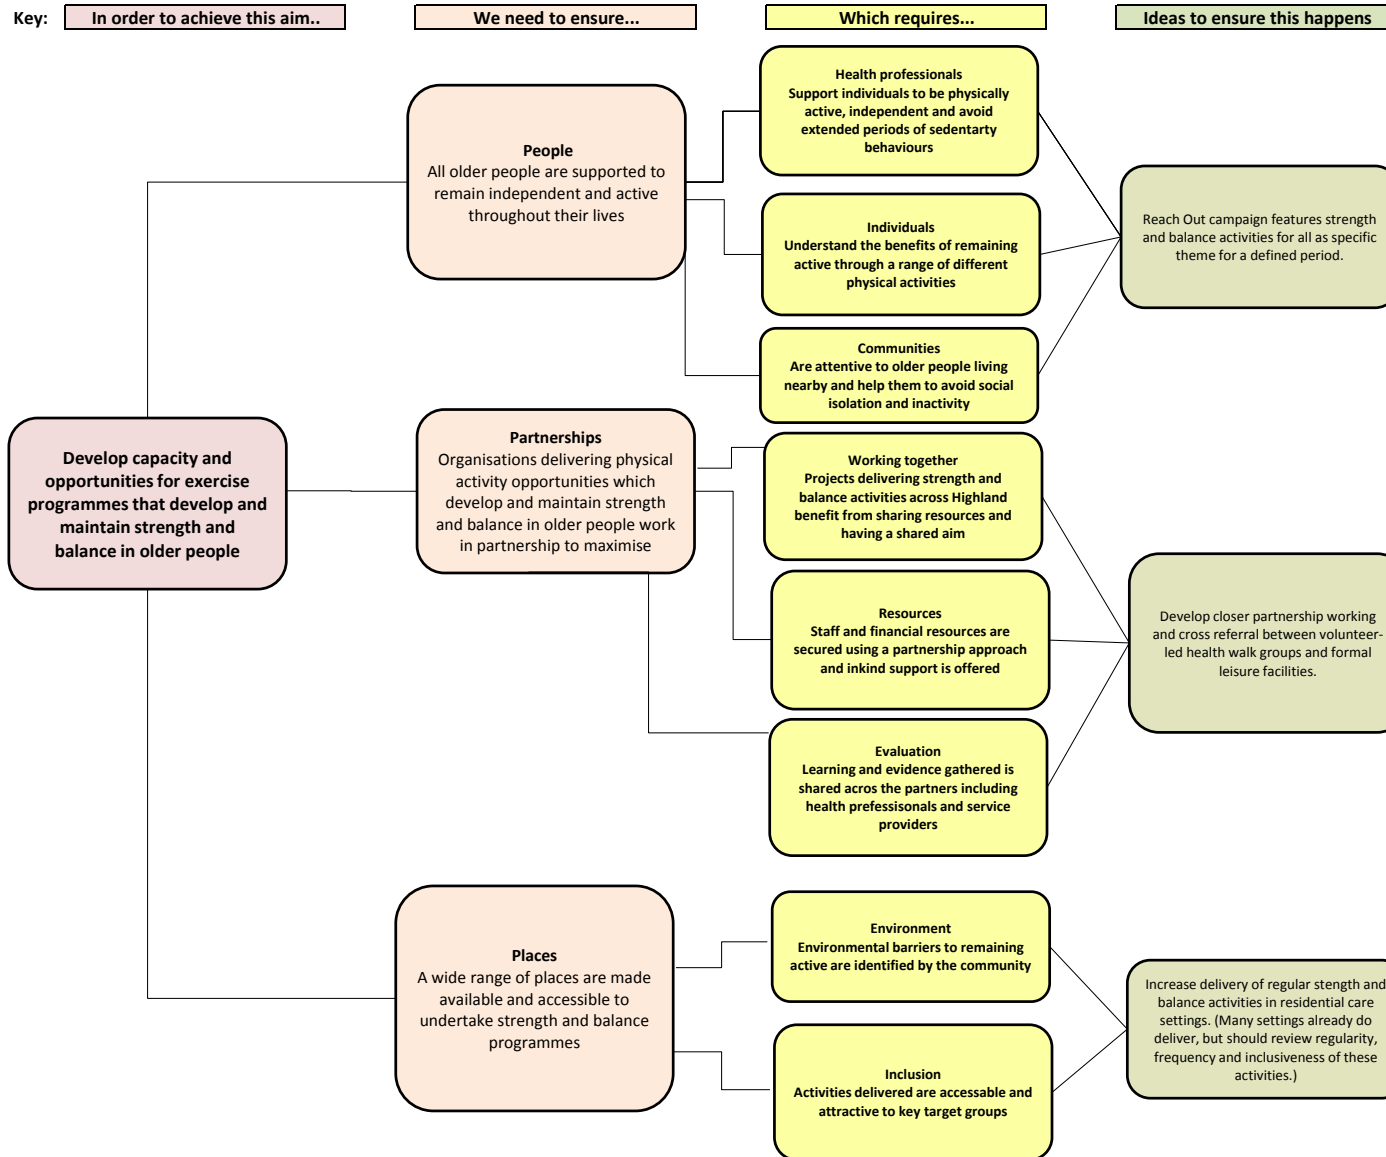 Key:
In order to achieve this aim..
We need to ensure...
Which requires...
Ideas to ensure this happens
Develop capacity and
opportunities for exercise
programmes that develop and
maintain strength and
balance in older people
People
All older people are supported to
remain independent and active
throughout their lives
Health professionals
Support individuals to be physically
active, independent and avoid
extended periods of sedentarty
behaviours
Individuals
Understand the benefits of remaining
active through a range of different
physical activities
Communities
Are attentive to older people living
nearby and help them to avoid social
isolation and inactivity
Reach Out campaign features strength
and balance activities for all as specific
theme for a defined period.
Partnerships
Organisations delivering physical
activity opportunities which
develop and maintain strength
and balance in older people work
in partnership to maximise
Working together
Projects delivering strength and
balance activities across Highland
benefit from sharing resources and
having a shared aim
Resources
Staff and financial resources are
secured using a partnership approach
and inkind support is offered
Evaluation
Learning and evidence gathered is
shared acros the partners including
health prefessisonals and service
providers
Develop closer partnership working
and cross referral between volunteer-
led health walk groups and formal
leisure facilities.
Places
A wide range of places are made
available and accessible to
undertake strength and balance
programmes
Environment
Environmental barriers to remaining
active are identified by the community
Inclusion
Activities delivered are accessable and
attractive to key target groups
Increase delivery of regular stength and
balance activities in residential care
settings. (Many settings already do
deliver, but should review regularity,
frequency and inclusiveness of these
activities.)